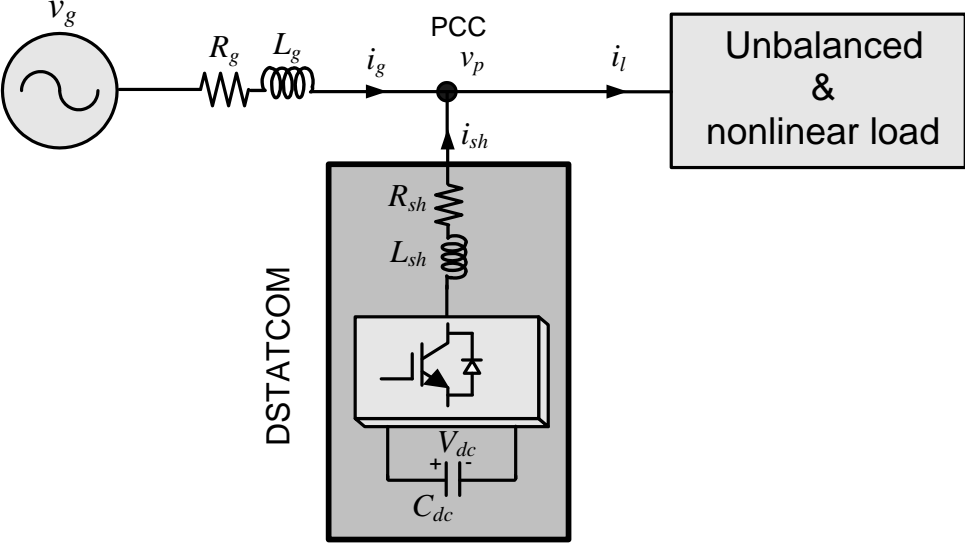 v_g
R_g
L_g
i_g
PCC
v_p
i_l
Unbalanced
&
nonlinear load
i_sh
R_sh
L_sh
DSTATCOM
V_dc
+ -
C_dc